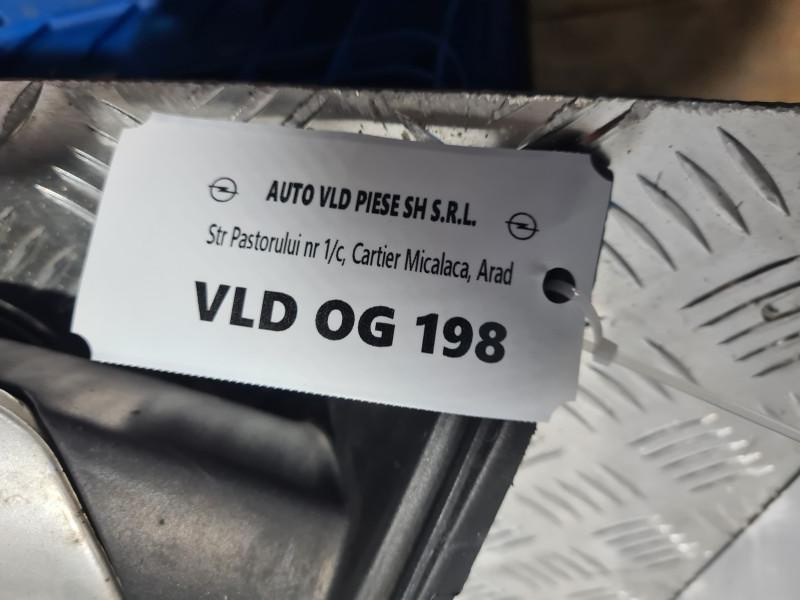 AUTO VLD PIESE SH S.R.L.
Str Pastorului nr 1/c, Cartier Micalaca, Arad
VLD OG 198